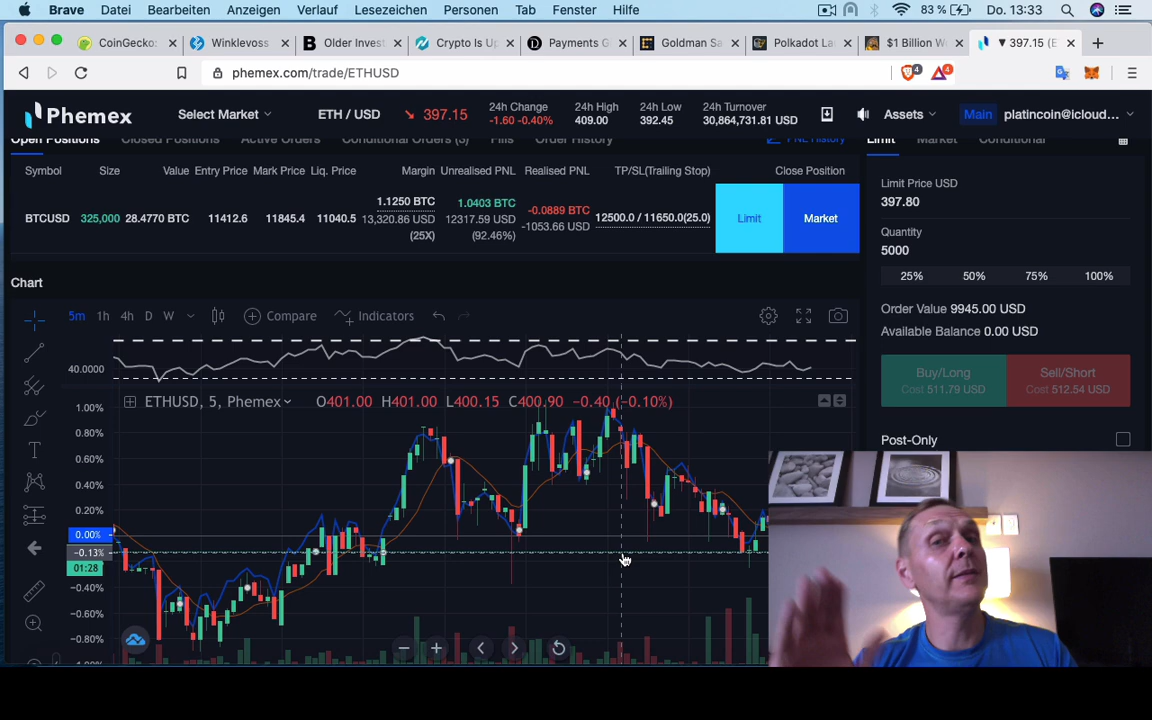 Brave Datei Bearbeiten Anzeigen Verlauf Lesezeichen Personen Tab Fenster Hilfe 83 % Do. 13:33
CoinGecko: Winklevoss Older Invest Crypto Is Up Payments G Goldman Sa Polkadot La $1 Billion W ▼ 397.15 (E
phemex.com/trade/ETHUSD 4 4
Phemex Select Market ETH / USD ↘ 397.15 24h Change 24h High 24h Low 24h Turnover Assets Main platincoin@icloud...
-1.60 -0.40% 409.00 392.45 30,864,731.81 USD
Open Positions Closed Positions Active Orders Conditional Orders (3) Fills Order History PNL History Limit Market Conditional
Symbol Size Value Entry Price Mark Price Liq. Price Margin Unrealised PNL Realised PNL TP/SL(Trailing Stop) Close Position
BTCUSD 325,000 28.4770 BTC 11412.6 11845.4 11040.5
1.1250 BTC
13,320.86 USD
(25X)
1.0403 BTC
12317.59 USD
(92.46%)
-0.0889 BTC
-1053.66 USD
12500.0 / 11650.0(25.0)
Limit Market
Limit Price USD
397.80
Quantity
5000
25% 50% 75% 100%
Order Value 9945.00 USD
Available Balance 0.00 USD
Buy/Long
Cost 511.79 USD
Sell/Short
Cost 512.54 USD
Post-Only
Chart
5m 1h 4h D W Compare Indicators
40.0000
ETHUSD, 5, Phemex O401.00 H401.00 L400.15 C400.90 −0.40 (−0.10%)
1.00%
0.80%
0.60%
0.40%
0.20%
0.00%
−0.13%
01:28
−0.40%
−0.60%
−0.80%